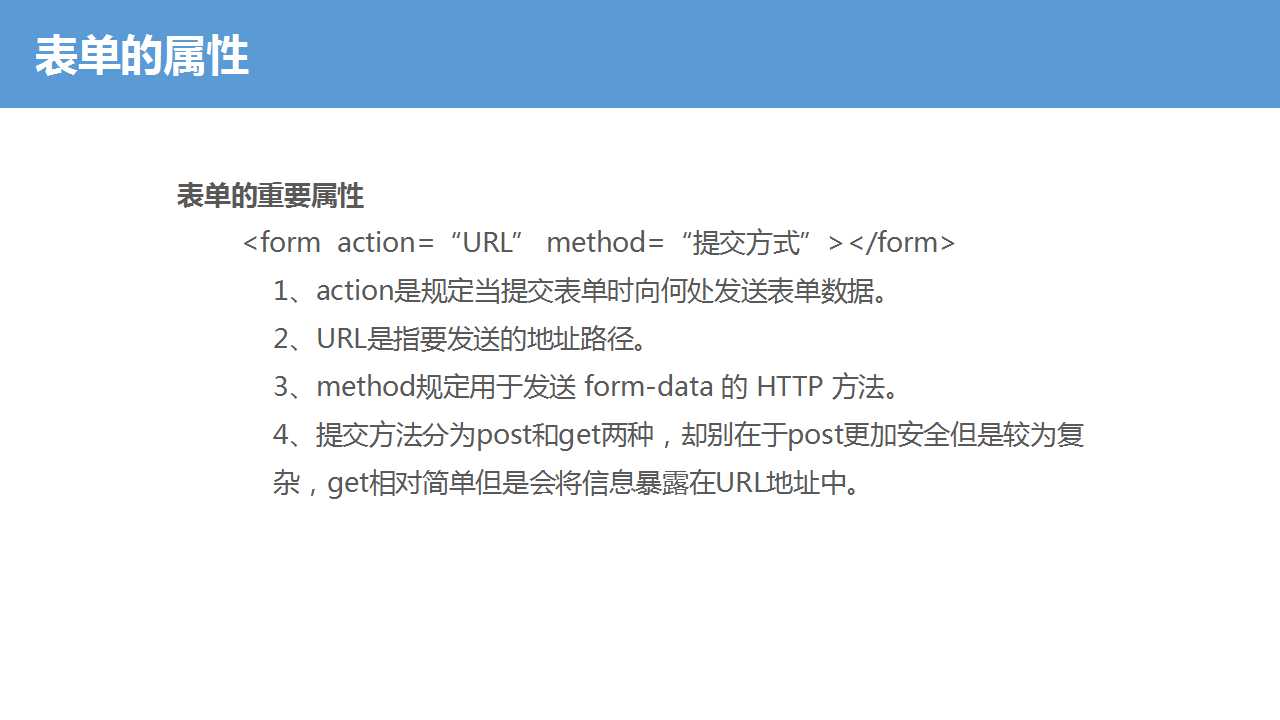 表单的属性
表单的重要属性
<form  action=“URL”  method=“提交方式”></form>
1、action是规定当提交表单时向何处发送表单数据。
2、URL是指要发送的地址路径。
3、method规定用于发送 form-data 的 HTTP 方法。
4、提交方法分为post和get两种，却别在于post更加安全但是较为复
杂，get相对简单但是会将信息暴露在URL地址中。